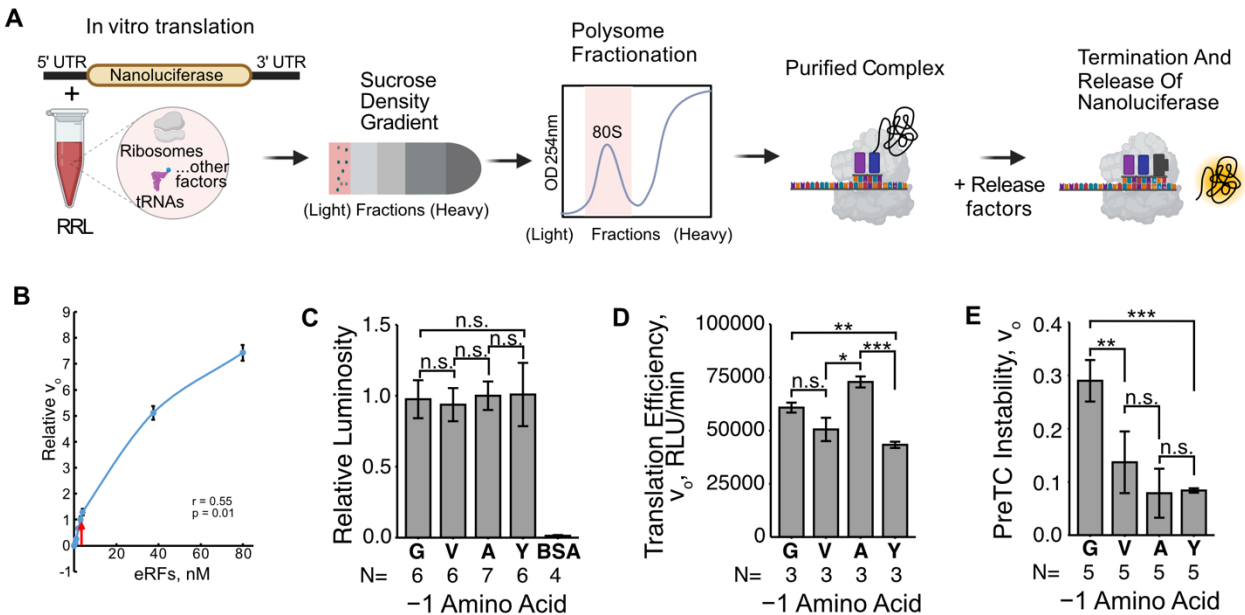 A
In vitro translation
5' UTR
3' UTR
Nanoluciferase
+
Ribosomes
...other
factors
tRNAs
RRL
Sucrose
Density
Gradient
(Light) Fractions (Heavy)
Polysome
Fractionation
OD 254nm
80S
(Light) Fractions (Heavy)
Purified Complex
+ Release
factors
Termination And
Release Of
Nanoluciferase
B
Relative v₀
9
8
7
6
5
4
3
2
1
0
-1
20
40
60
80
r = 0.55
p = 0.01
eRFs, nM
C
Relative Luminosity
1.5
1.0
0.5
0.0
n.s.
n.s.
n.s.
n.s.
G V A Y BSA
N= 6 6 7 6 4
−1 Amino Acid
D
Translation Efficiency,
v₀, RLU/min
100000
75000
50000
25000
0
**
* ***
n.s.
G V A Y
N= 3 3 3 3
−1 Amino Acid
E
PreTC Instability, v₀
0.4
0.3
0.2
0.1
0.0
***
**
n.s.
n.s.
G V A Y
N= 5 5 5 5
−1 Amino Acid